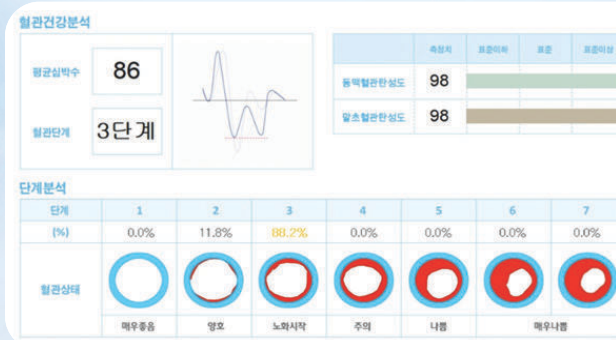 혈관건강분석
측정치 표준이하 표준 표준이상
평균심박수 86
동맥혈관탄성도 98
말초혈관탄성도 98
혈관단계 3단계
단계분석
단계 1 2 3 4 5 6 7
(%) 0.0% 11.8% 88.2% 0.0% 0.0% 0.0% 0.0%
혈관상태
매우좋음 양호 노화시작 주의 나쁨 매우나쁨